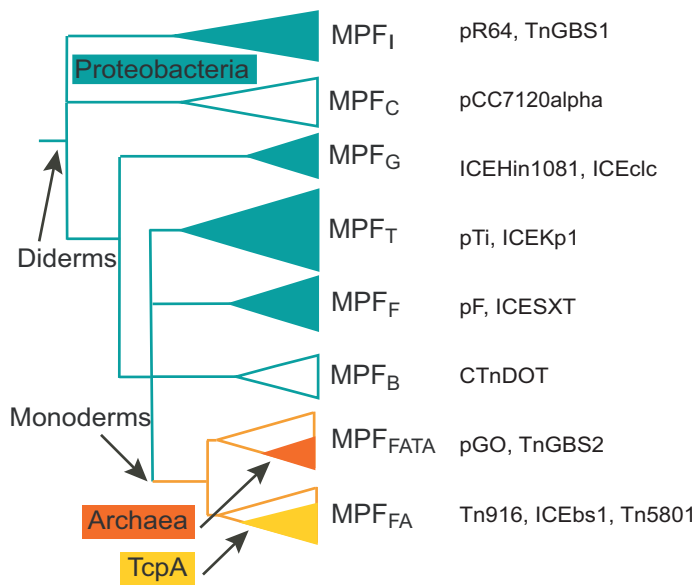 MPFI pR64, TnGBS1
Proteobacteria
MPFC pCC7120alpha
MPFG ICEHin1081, ICEclc
MPFT pTi, ICEKp1
Diderms
MPFF pF, ICESXT
MPFB CTnDOT
Monoderms
MPFFATA pGO, TnGBS2
Archaea
MPFFA Tn916, ICEbs1, Tn5801
TcpA